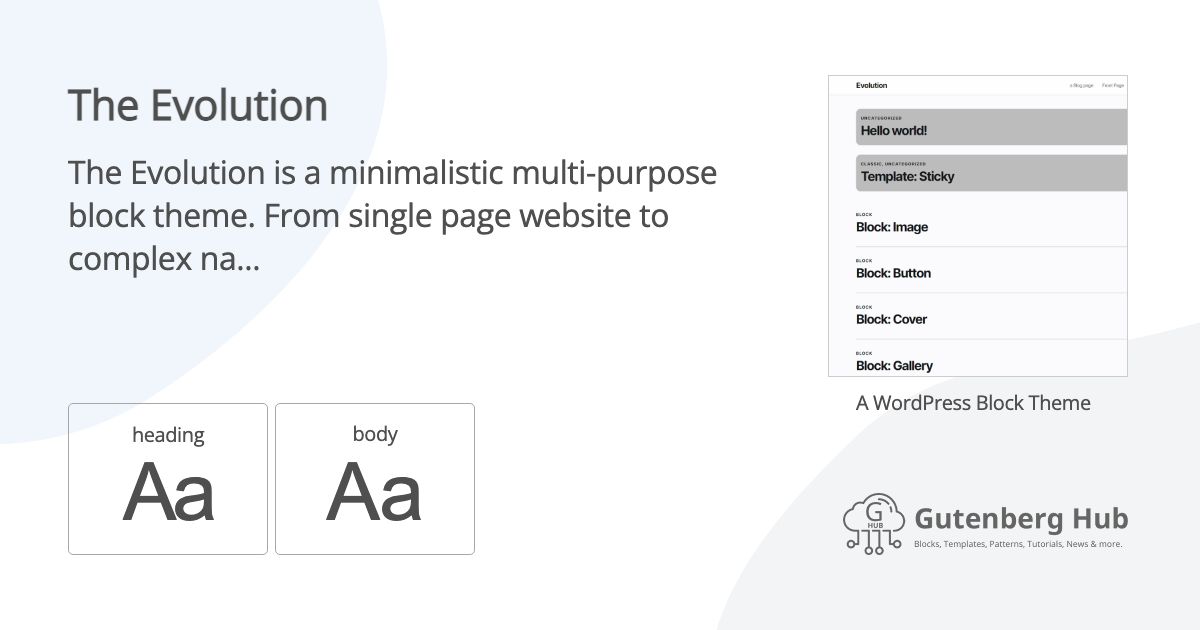 The Evolution
The Evolution is a minimalistic multi-purpose
block theme. From single page website to
complex na...
heading
Aa
body
Aa
Evolution
a Blog page
Front Page
UNCATEGORIZED
Hello world!
CLASSIC, UNCATEGORIZED
Template: Sticky
BLOCK
Block: Image
BLOCK
Block: Button
BLOCK
Block: Cover
BLOCK
Block: Gallery
A WordPress Block Theme
G
HUB
Gutenberg Hub
Blocks, Templates, Patterns, Tutorials, News & more.